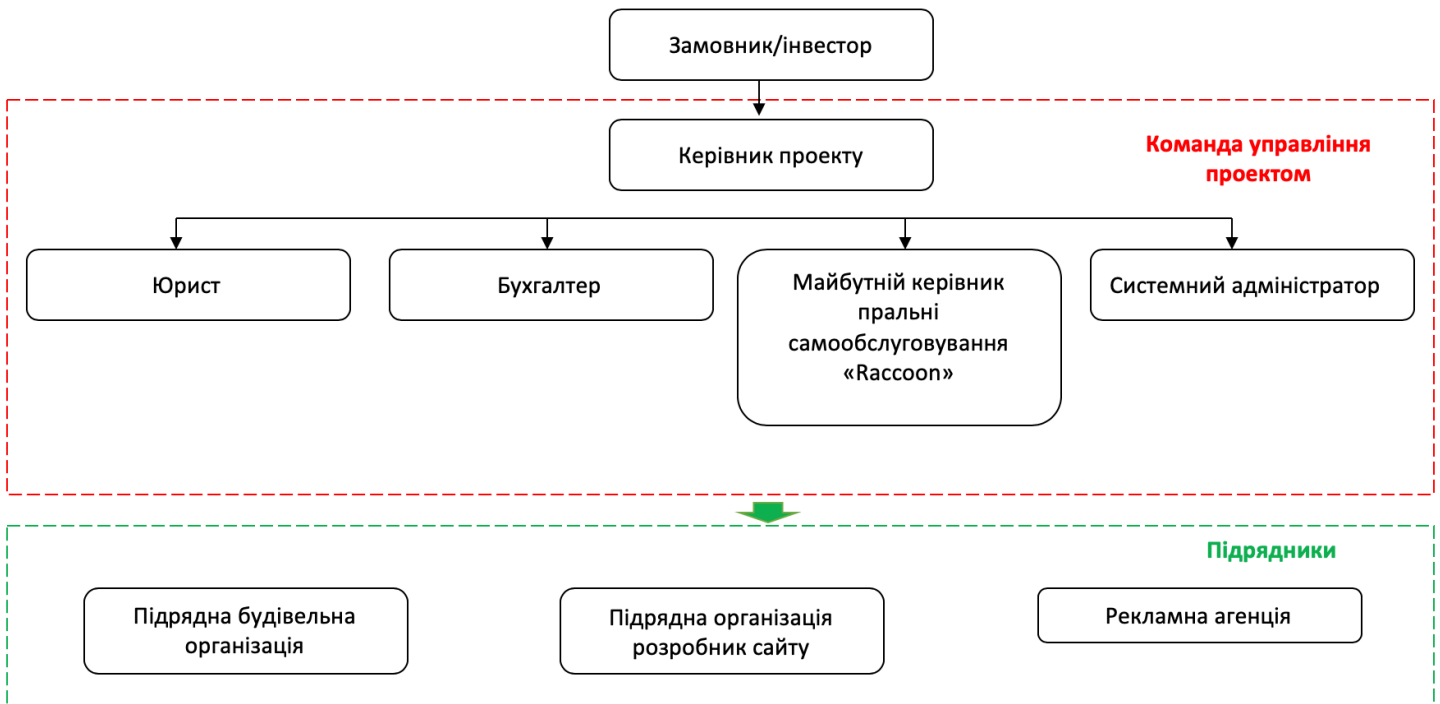 Замовник/інвестор
Керівник проекту
Команда управління
проектом
Юрист
Бухгалтер
Майбутній керівник
пральні
самообслуговування
«Raccoon»
Системний адміністратор
Підрядники
Підрядна будівельна
організація
Підрядна організація
розробник сайту
Рекламна агенція